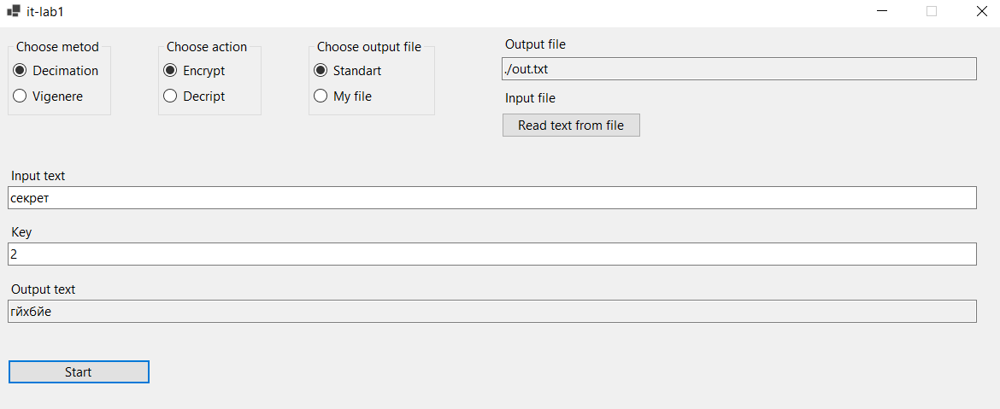 it-lab1
Choose metod
Decimation
Vigenere
Choose action
Encrypt
Decript
Choose output file
Standart
My file
Output file
./out.txt
Input file
Read text from file
Input text
секрет
Key
2
Output text
гйхбйе
Start